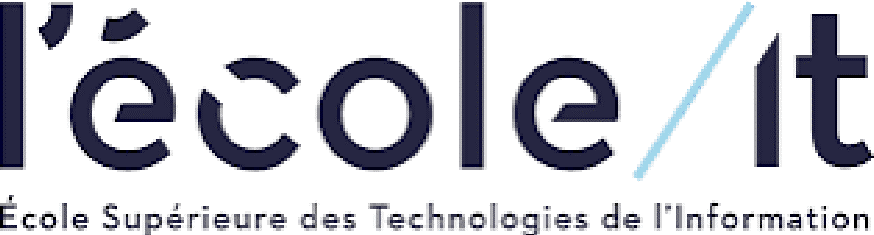 l'école/it
École Supérieure des Technologies de l'Information